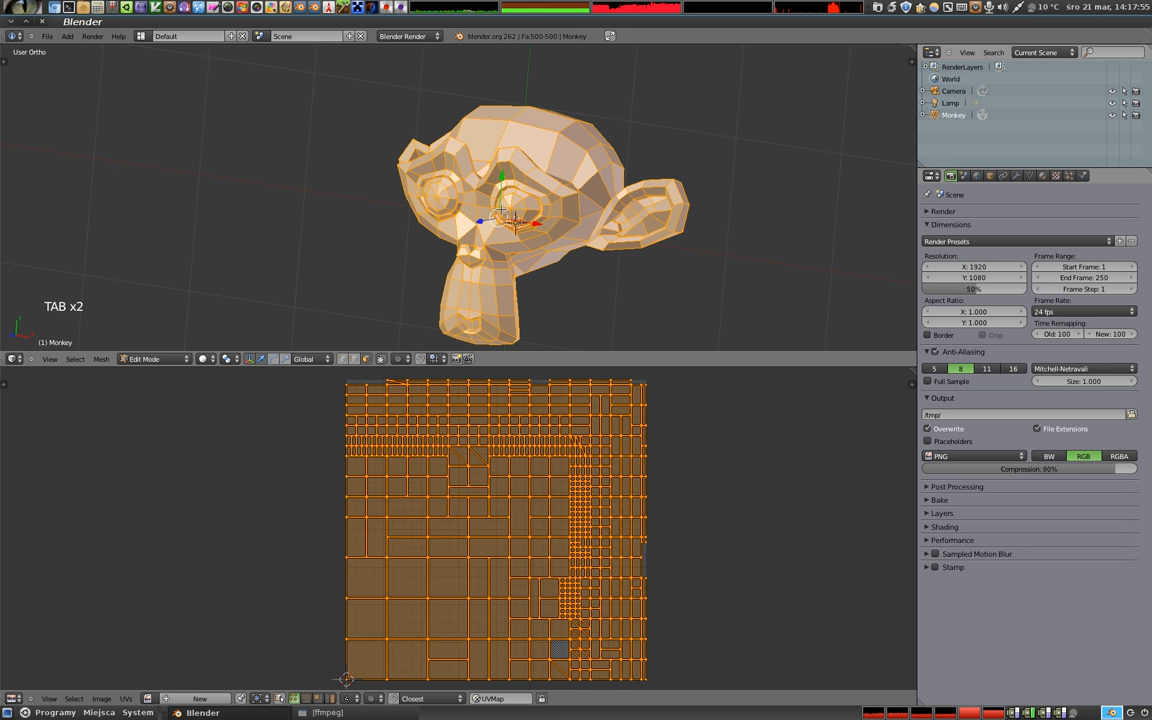 10 °C śro 21 mar, 14:17:55
Blender
File Add Render Help Default Scene Blender Render blender.org 262 | Fa:500-500 | Monkey
User Ortho
TAB x2
(1) Monkey
View Select Mesh Edit Mode Global
View Select Image UVs New Closest UVMap
View Search Current Scene
RenderLayers
World
Camera
Lamp
Monkey
Scene
Render
Dimensions
Render Presets
Resolution: Frame Range:
X: 1920 Start Frame: 1
Y: 1080 End Frame: 250
50% Frame Step: 1
Aspect Ratio: Frame Rate:
X: 1.000 24 fps
Y: 1.000 Time Remapping:
Border Crop Old: 100 New: 100
Anti-Aliasing
5 8 11 16 Mitchell-Netravali
Full Sample Size: 1.000
Output
/tmp/
Overwrite File Extensions
Placeholders
PNG BW RGB RGBA
Compression: 90%
Post Processing
Bake
Layers
Shading
Performance
Sampled Motion Blur
Stamp
Programy Miejsca System Blender [ffmpeg]